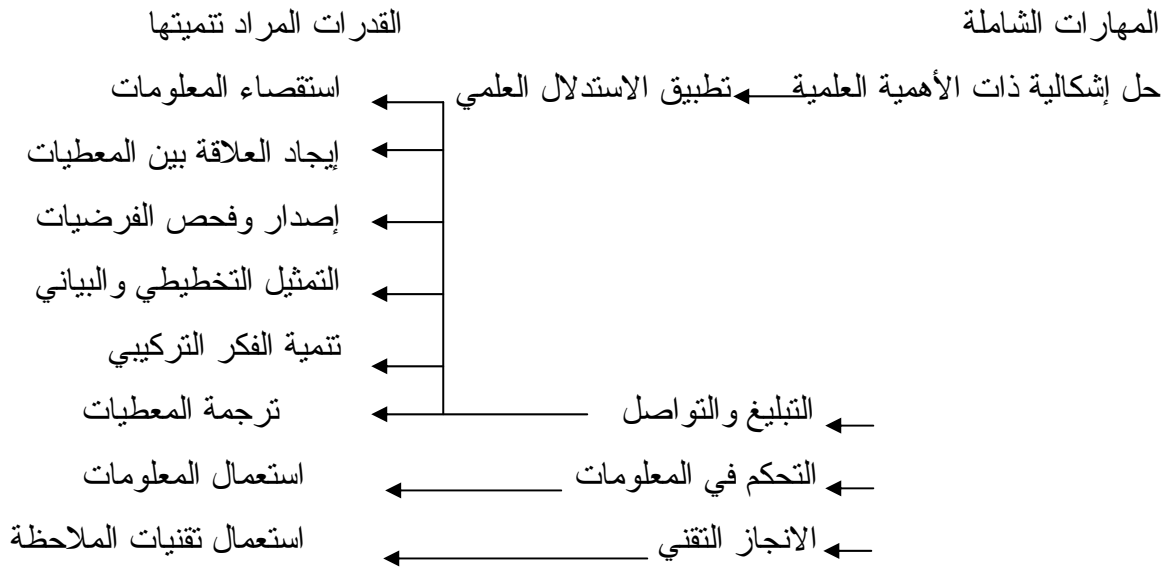 المهارات الشاملة القدرات المراد تنميتها
حل إشكالية ذات الأهمية العلمية تطبيق الاستدلال العلمي استقصاء المعلومات
إيجاد العلاقة بين المعطيات
إصدار وفحص الفرضيات
التمثيل التخطيطي والبياني
تنمية الفكر التركيبي
التبليغ والتواصل ترجمة المعطيات
التحكم في المعلومات استعمال المعلومات
الانجاز التقني استعمال تقنيات الملاحظة